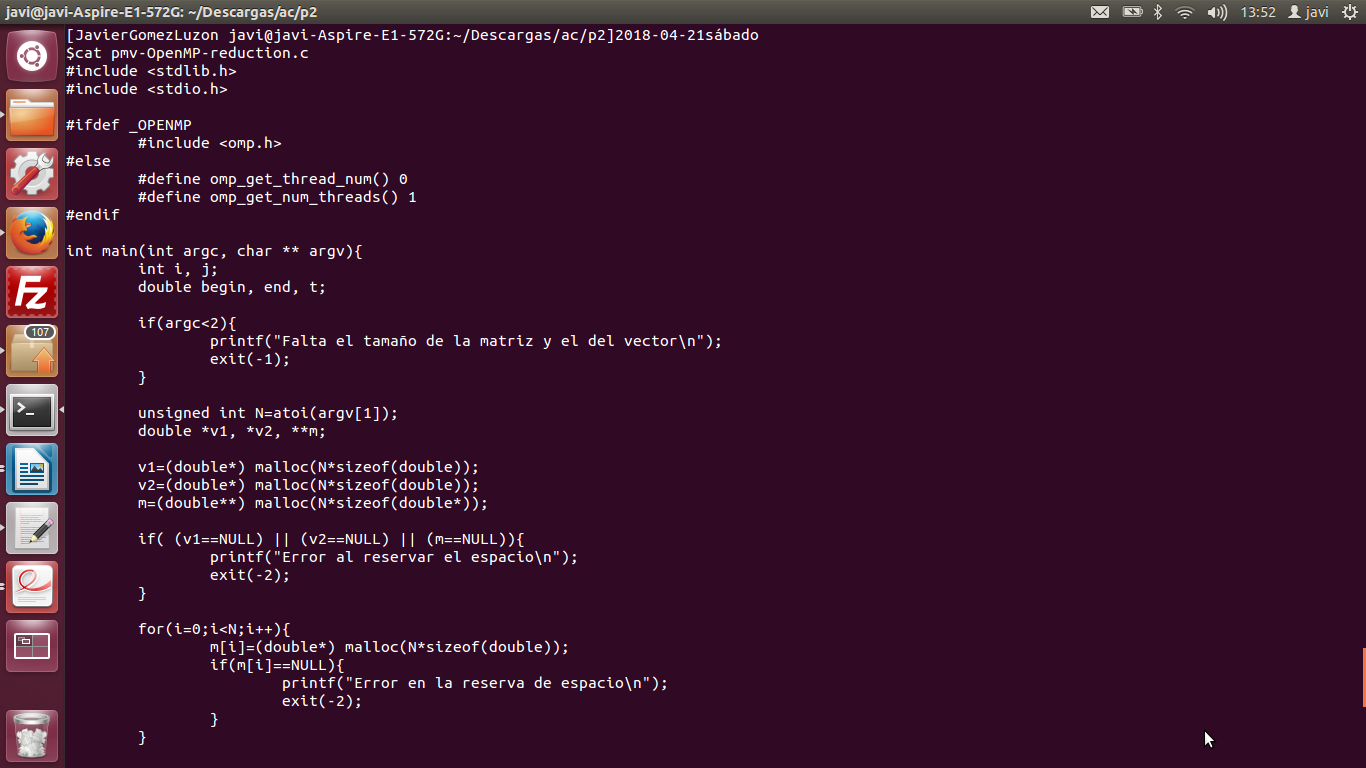 javi@javi-Aspire-E1-572G: ~/Descargas/ac/p2
13:52 javi
[JavierGomezLuzon javi@javi-Aspire-E1-572G:~/Descargas/ac/p2]2018-04-21sábado
$cat pmv-OpenMP-reduction.c
#include <stdlib.h>
#include <stdio.h>
#ifdef _OPENMP
#include <omp.h>
#else
#define omp_get_thread_num() 0
#define omp_get_num_threads() 1
#endif
int main(int argc, char ** argv){
int i, j;
double begin, end, t;
if(argc<2){
printf("Falta el tamaño de la matriz y el del vector\n");
exit(-1);
}
unsigned int N=atoi(argv[1]);
double *v1, *v2, **m;
v1=(double*) malloc(N*sizeof(double));
v2=(double*) malloc(N*sizeof(double));
m=(double**) malloc(N*sizeof(double*));
if( (v1==NULL) || (v2==NULL) || (m==NULL)){
printf("Error al reservar el espacio\n");
exit(-2);
}
for(i=0;i<N;i++){
m[i]=(double*) malloc(N*sizeof(double));
if(m[i]==NULL){
printf("Error en la reserva de espacio\n");
exit(-2);
}
}
Fz
107
>_